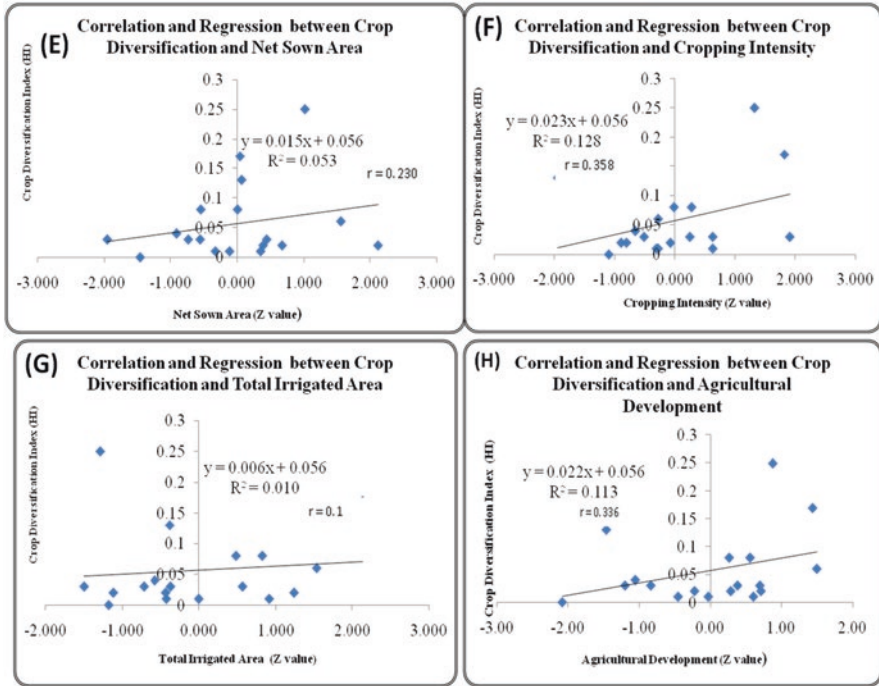 (E)
Correlation and Regression between Crop
Diversification and Net Sown Area
Crop Diversification Index (HI)
0.3
0.25
0.2
0.15
0.1
0.05
0
y = 0.015x + 0.056
R² = 0.053
r = 0.230
-3.000 -2.000 -1.000 0.000 1.000 2.000 3.000
Net Sown Area (Z value)
(F)
Correlation and Regression between Crop
Diversification and Cropping Intensity
Crop Diversification Index (HI)
0.3
0.25
0.2
0.15
0.1
0.05
0
y = 0.023x + 0.056
R² = 0.128
r = 0.358
-3.000 -2.000 -1.000 0.000 1.000 2.000 3.000
Cropping Intensity (Z value)
(G)
Correlation and Regression between Crop
Diversification and Total Irrigated Area
Crop Diversification Index (HI)
0.3
0.25
0.2
0.15
0.1
0.05
0
y = 0.006x + 0.056
R² = 0.010
r = 0.1
-2.000 -1.000 0.000 1.000 2.000 3.000
Total Irrigated Area (Z value)
(H)
Correlation and Regression between Crop
Diversification and Agricultural
Development
Crop Diversification Index (HI)
0.3
0.25
0.2
0.15
0.1
0.05
0
y = 0.022x + 0.056
R² = 0.113
r = 0.336
-3.00 -2.00 -1.00 0.00 1.00 2.00
Agricultural Development (Z value)